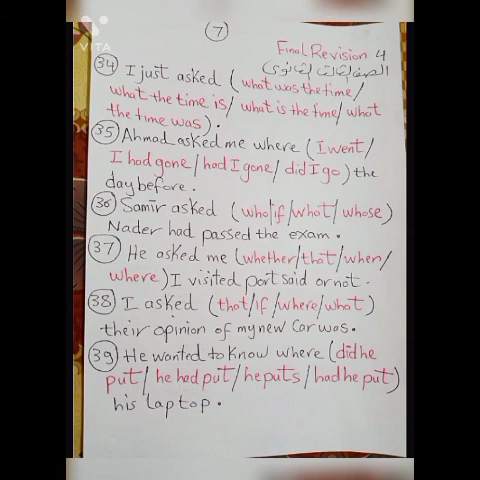 VITA
(7)
Final Revision 4
الصف الثالث الثانوى)
(34) I just asked (what was the time/
what the time is/what is the time/what
the time was).
(35) Ahmad asked me where (I went/
I had gone/had I gone/did I go) the
day before.
(36) Samir asked (who/if/what/whose)
Nader had passed the exam.
(37) He asked me (whether/that/when/
where) I visited port said or not.
(38) I asked (that/if/where/what)
their opinion of my new car was.
(39) He wanted to know where (did he
put/he had put/he puts/had he put)
his laptop.